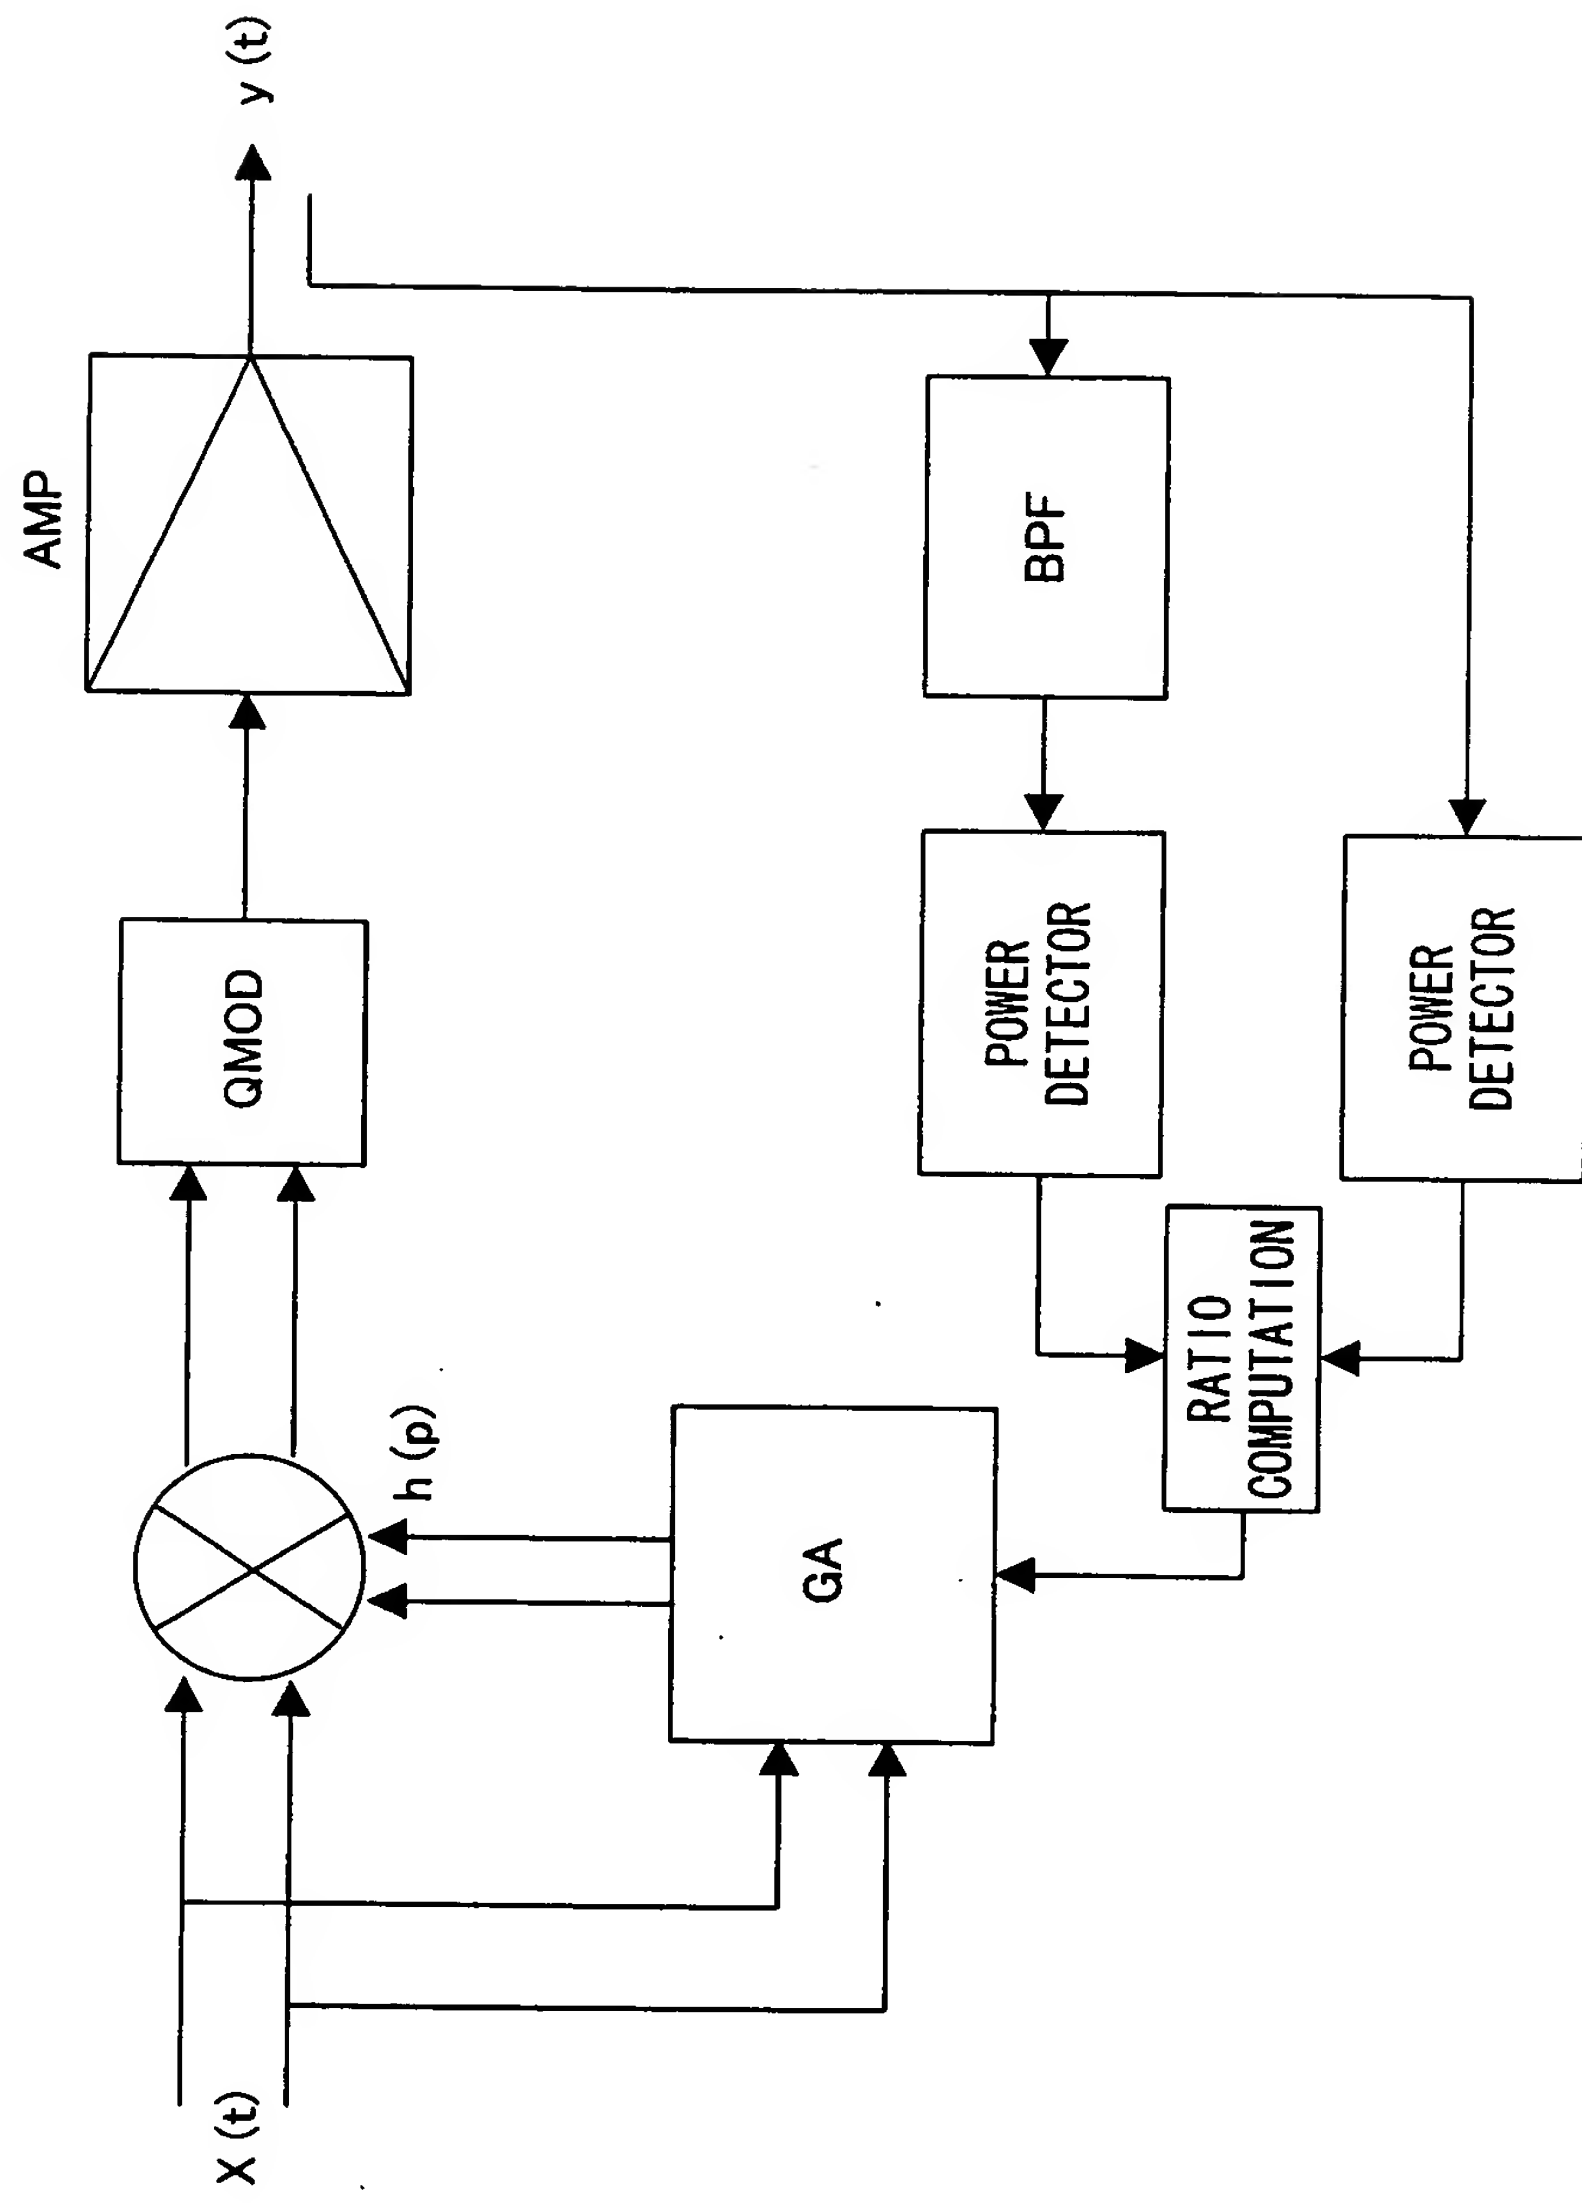 X (t)
h (p)
QMOD
AMP
y (t)
GA
RATIO
COMPUTATION
POWER
DETECTOR
BPF
POWER
DETECTOR